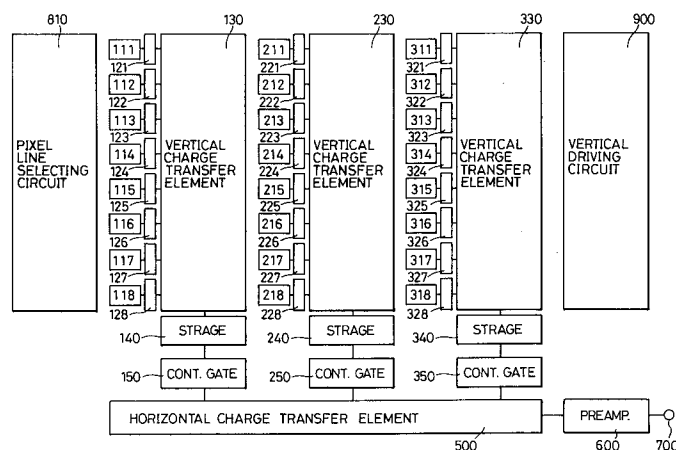 810 130 230 330 900
111 211 311
121 221 321
112 212 312
122 222 322
113 213 313
123 223 323
114 214 314
124 224 324
115 215 315
125 225 325
116 216 316
126 226 326
117 217 317
127 227 327
118 218 318
128 228 328
PIXEL
LINE
SELECTING
CIRCUIT
VERTICAL
CHARGE
TRANSFER
ELEMENT
VERTICAL
CHARGE
TRANSFER
ELEMENT
VERTICAL
CHARGE
TRANSFER
ELEMENT
VERTICAL
DRIVING
CIRCUIT
140 STRAGE 240 STRAGE 340 STRAGE
150 CONT. GATE 250 CONT. GATE 350 CONT. GATE
HORIZONTAL CHARGE TRANSFER ELEMENT PREAMP.
500 600 700